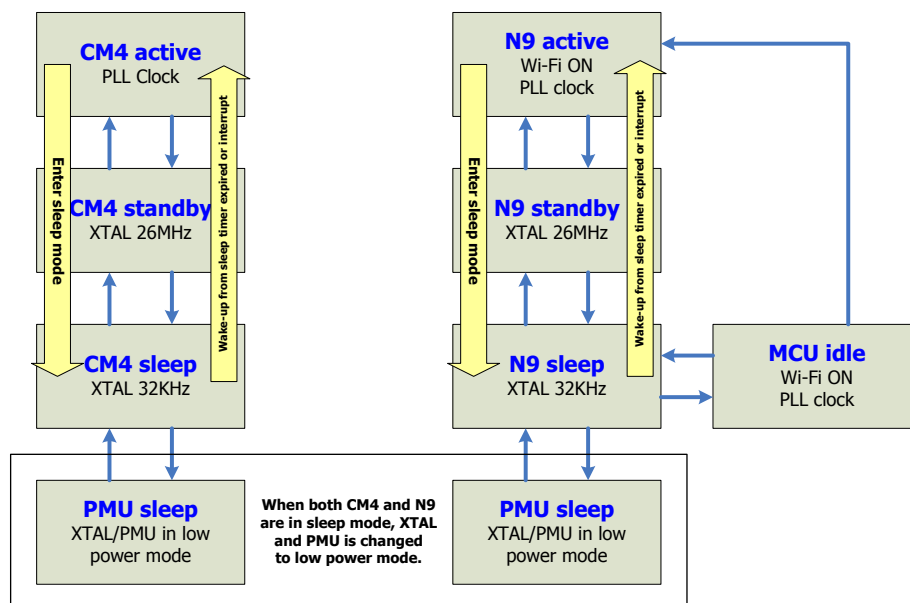 CM4 active
PLL Clock
Enter sleep mode
Wake-up from sleep timer expired or interrupt
CM4 standby
XTAL 26MHz
CM4 sleep
XTAL 32KHz
PMU sleep
XTAL/PMU in low
power mode
When both CM4 and N9
are in sleep mode, XTAL
and PMU is changed
to low power mode.
N9 active
Wi-Fi ON
PLL clock
Enter sleep mode
Wake-up from sleep timer expired or interrupt
N9 standby
XTAL 26MHz
N9 sleep
XTAL 32KHz
MCU idle
Wi-Fi ON
PLL clock
PMU sleep
XTAL/PMU in low
power mode